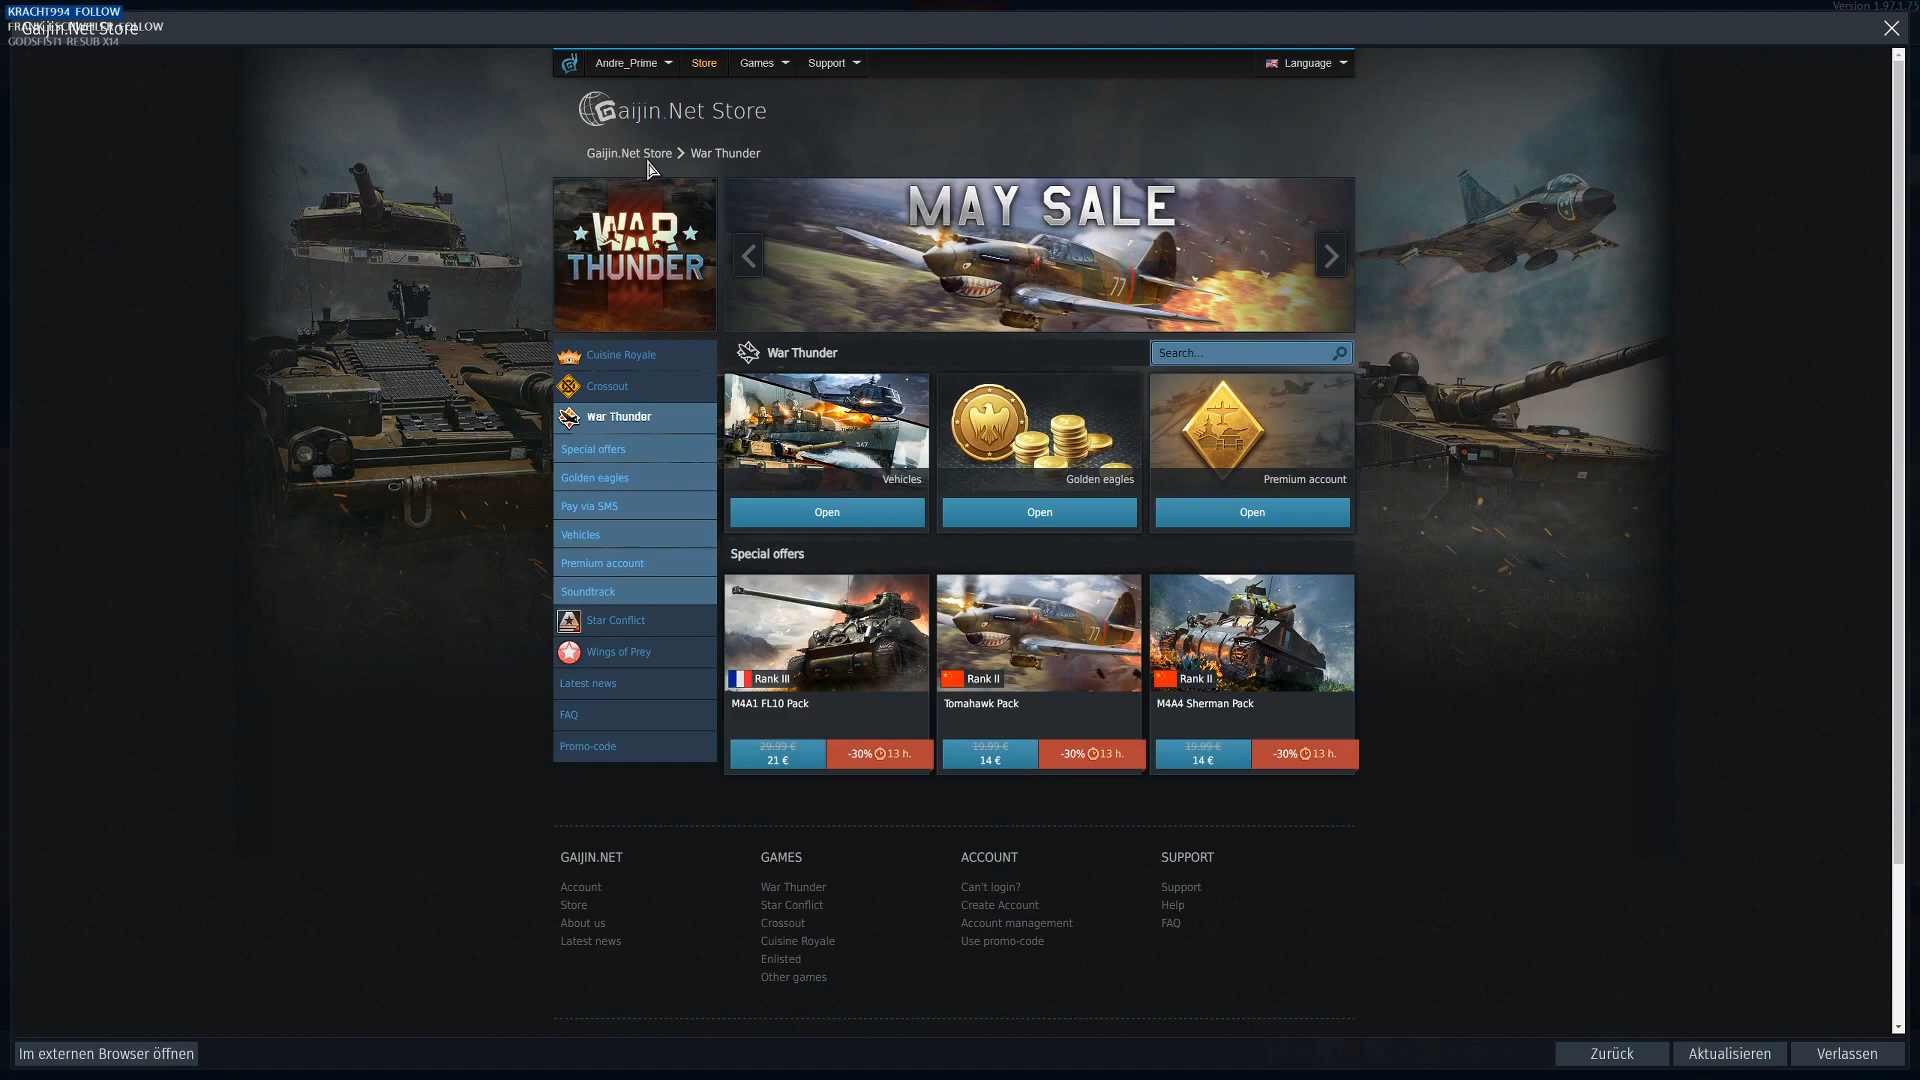 KRACHT994 FOLLOW
Version 1.97.1.75
Gaijin.Net Store
GODSFIST1 RESUB X14
Andre_Prime
Store
Games
Support
Language
Gaijin.Net Store
Gaijin.Net Store
War Thunder
WAR
THUNDER
MAY SALE
77
Cuisine Royale
Crossout
War Thunder
Special offers
Golden eagles
Pay via SMS
Vehicles
Premium account
Soundtrack
Star Conflict
Wings of Prey
Latest news
FAQ
Promo-code
War Thunder
Search...
547
Vehicles
Golden eagles
Premium account
Open
Open
Open
Special offers
77
Rank III
Rank II
Rank II
M4A1 FL10 Pack
Tomahawk Pack
M4A4 Sherman Pack
29.99 €
21 €
-30% 13 h.
19.99 €
14 €
-30% 13 h.
19.99 €
14 €
-30% 13 h.
GAIJIN.NET
Account
Store
About us
Latest news
GAMES
War Thunder
Star Conflict
Crossout
Cuisine Royale
Enlisted
Other games
ACCOUNT
Can't login?
Create Account
Account management
Use promo-code
SUPPORT
Support
Help
FAQ
Im externen Browser öffnen
Zurück
Aktualisieren
Verlassen